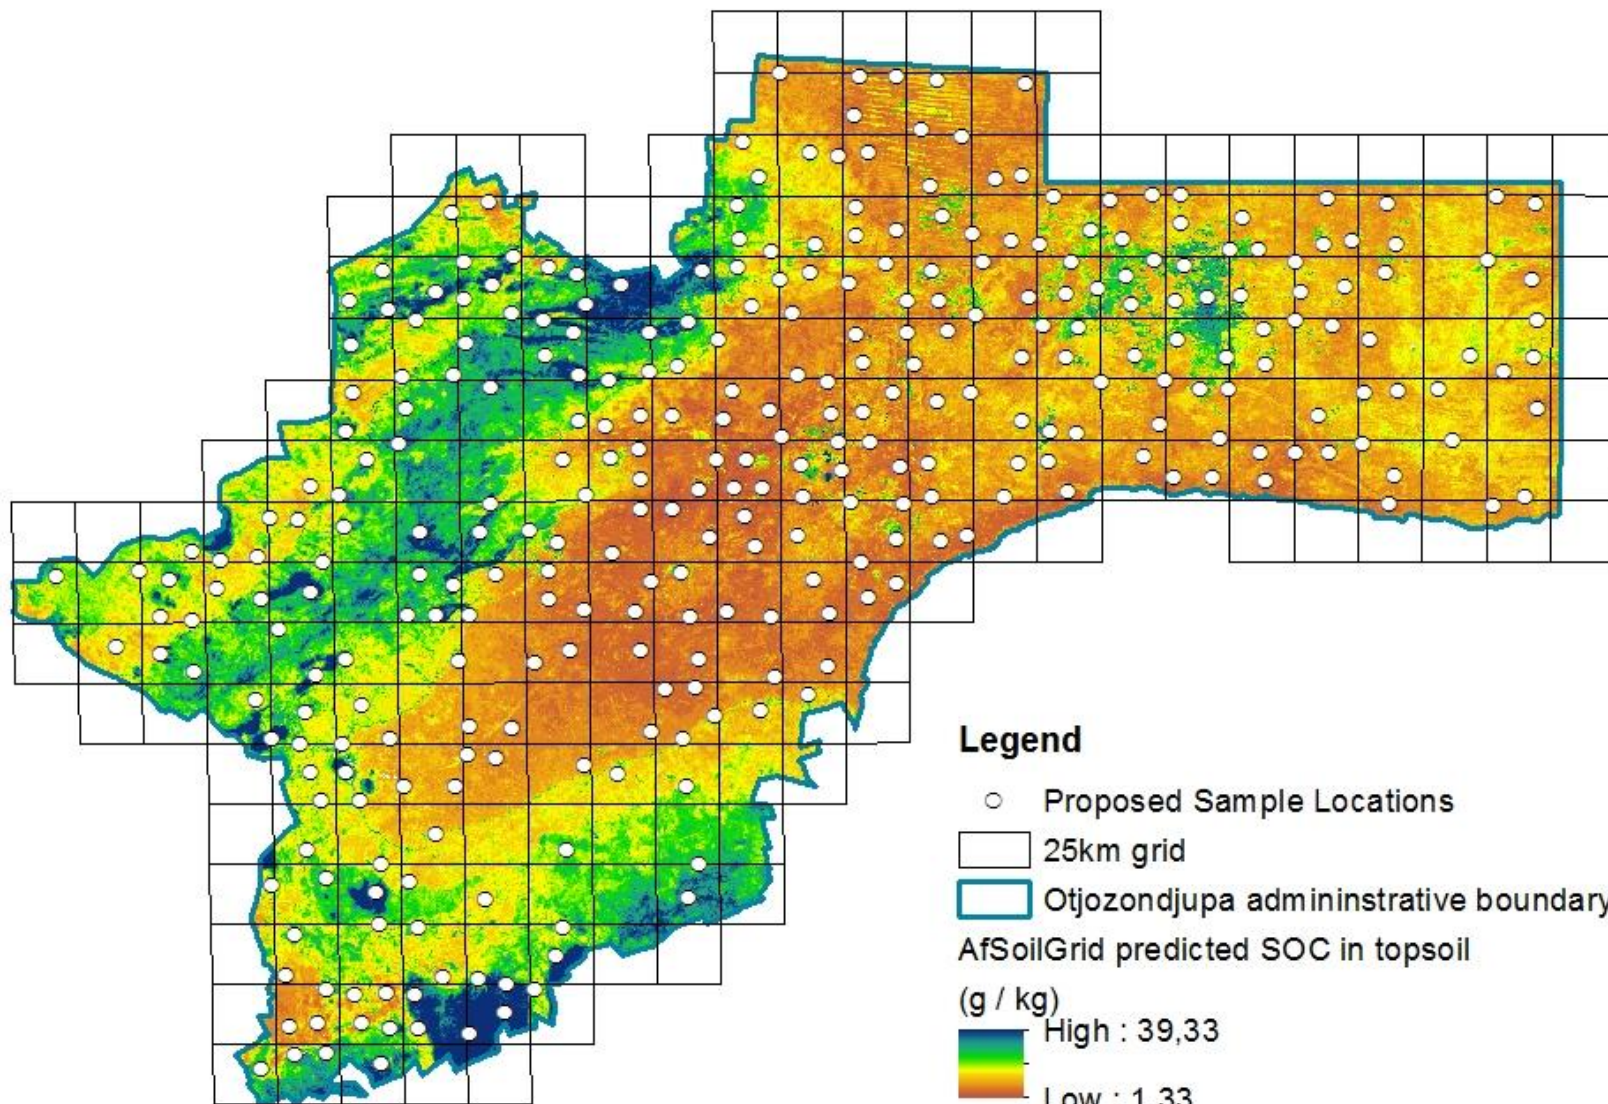 Legend
Proposed Sample Locations
25km grid
Otjozondjupa admininstrative boundary
AfSoilGrid predicted SOC in topsoil
(g / kg)
High : 39,33
Low : 1,33